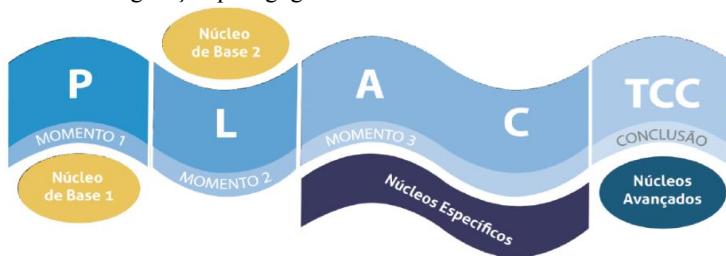 Núcleo
de Base 2
P
L
A
C
TCC
MOMENTO 1
MOMENTO 2
MOMENTO 3
CONCLUSÃO
Núcleo
de Base 1
Núcleos Específicos
Núcleos
Avançados